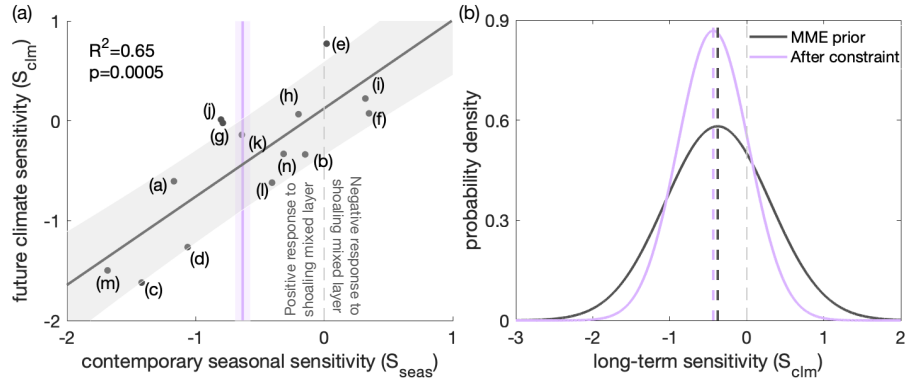 (a)
future climate sensitivity (S_clm)
1
0
-1
-2
R²=0.65
p=0.0005
(e)
(i)
(h)
(f)
(j)
(g)
(k)
(n)
(b)
(a)
(l)
(d)
(m)
(c)
Positive response to
shoaling mixed layer
Negative response to
shoaling mixed layer
-2
-1
0
1
contemporary seasonal sensitivity (S_seas)
(b)
probability density
0.9
0.6
0.3
0
MME prior
After constraint
-3
-2
-1
0
1
2
long-term sensitivity (S_clm)